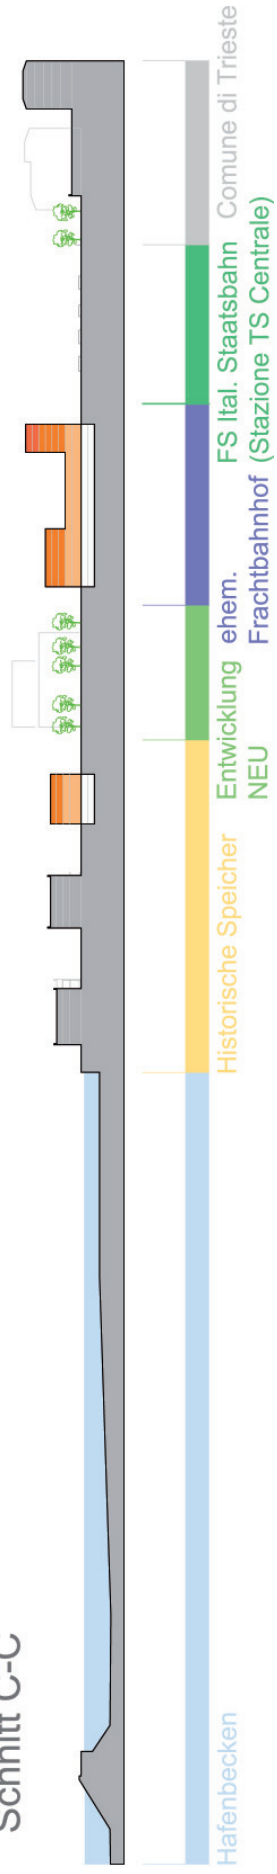 Schnitt C-C
Hafenbecken
Historische Speicher
Entwicklung
NEU
ehem.
Frachtbahnhof
FS Ital. Staatsbahn
(Stazione TS Centrale)
Comune di Trieste